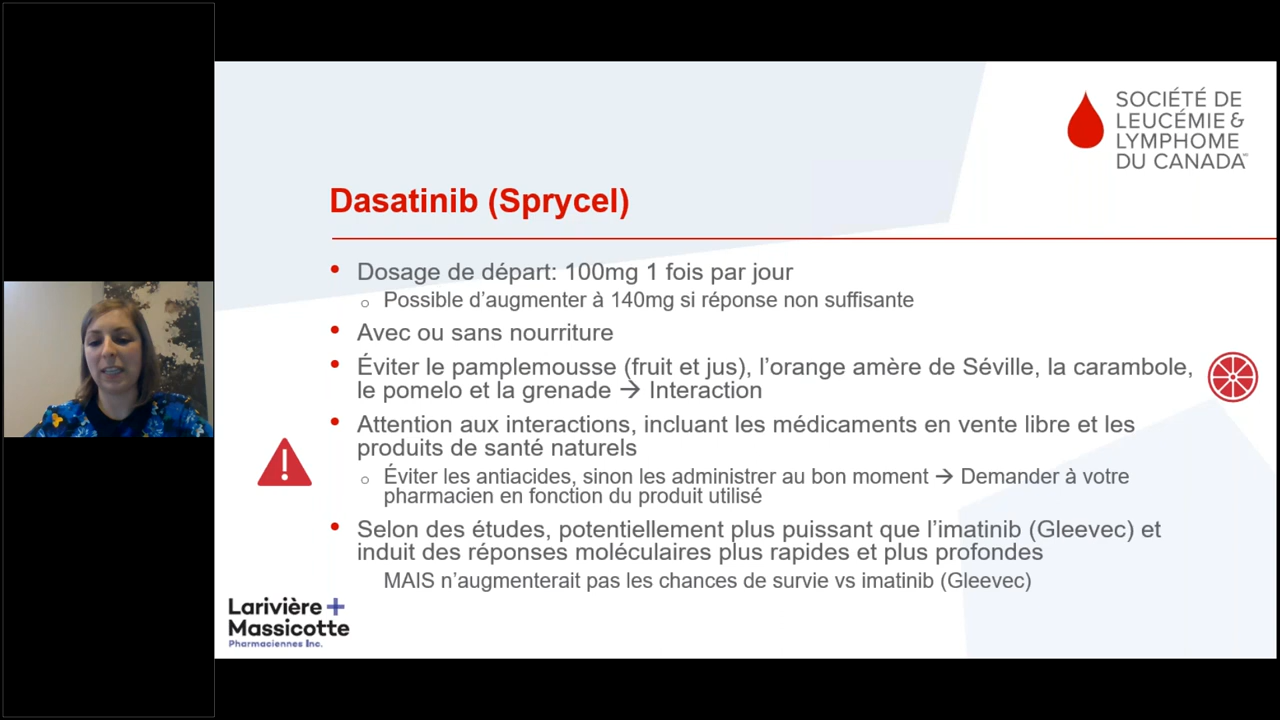 SOCIÉTÉ DE
LEUCÉMIE &
LYMPHOME
DU CANADA
Dasatinib (Sprycel)
• Dosage de départ: 100mg 1 fois par jour
o Possible d'augmenter à 140mg si réponse non suffisante
• Avec ou sans nourriture
• Éviter le pamplemousse (fruit et jus), l'orange amère de Séville, la carambole,
le pomelo et la grenade → Interaction
• Attention aux interactions, incluant les médicaments en vente libre et les
produits de santé naturels
o Éviter les antiacides, sinon les administrer au bon moment → Demander à votre
pharmacien en fonction du produit utilisé
• Selon des études, potentiellement plus puissant que l'imatinib (Gleevec) et
induit des réponses moléculaires plus rapides et plus profondes
MAIS n'augmenterait pas les chances de survie vs imatinib (Gleevec)
Larivière +
Massicotte
Pharmaciennes Inc.